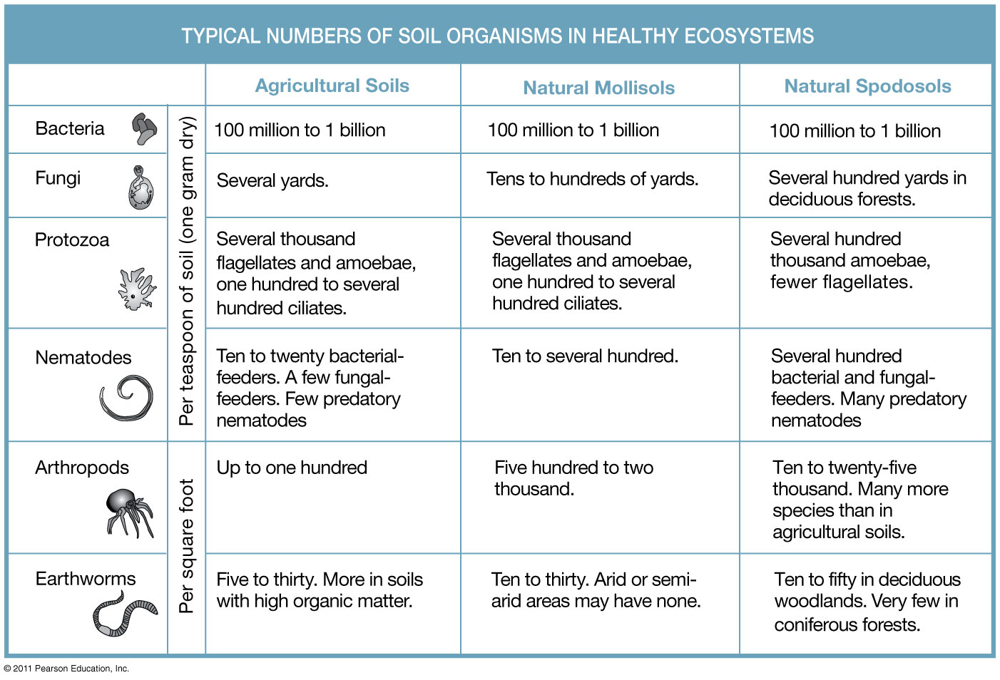 TYPICAL NUMBERS OF SOIL ORGANISMS IN HEALTHY ECOSYSTEMS
Agricultural Soils
Natural Mollisols
Natural Spodosols
Per teaspoon of soil (one gram dry)
Bacteria
100 million to 1 billion
100 million to 1 billion
100 million to 1 billion
Fungi
Several yards.
Tens to hundreds of yards.
Several hundred yards in
deciduous forests.
Protozoa
Several thousand
flagellates and amoebae,
one hundred to several
hundred ciliates.
Several thousand
flagellates and amoebae,
one hundred to several
hundred ciliates.
Several hundred
thousand amoebae,
fewer flagellates.
Nematodes
Ten to twenty bacterial-
feeders. A few fungal-
feeders. Few predatory
nematodes
Ten to several hundred.
Several hundred
bacterial and fungal-
feeders. Many predatory
nematodes
Per square foot
Arthropods
Up to one hundred
Five hundred to two
thousand.
Ten to twenty-five
thousand. Many more
species than in
agricultural soils.
Earthworms
Five to thirty. More in soils
with high organic matter.
Ten to thirty. Arid or semi-
arid areas may have none.
Ten to fifty in deciduous
woodlands. Very few in
coniferous forests.
© 2011 Pearson Education, Inc.